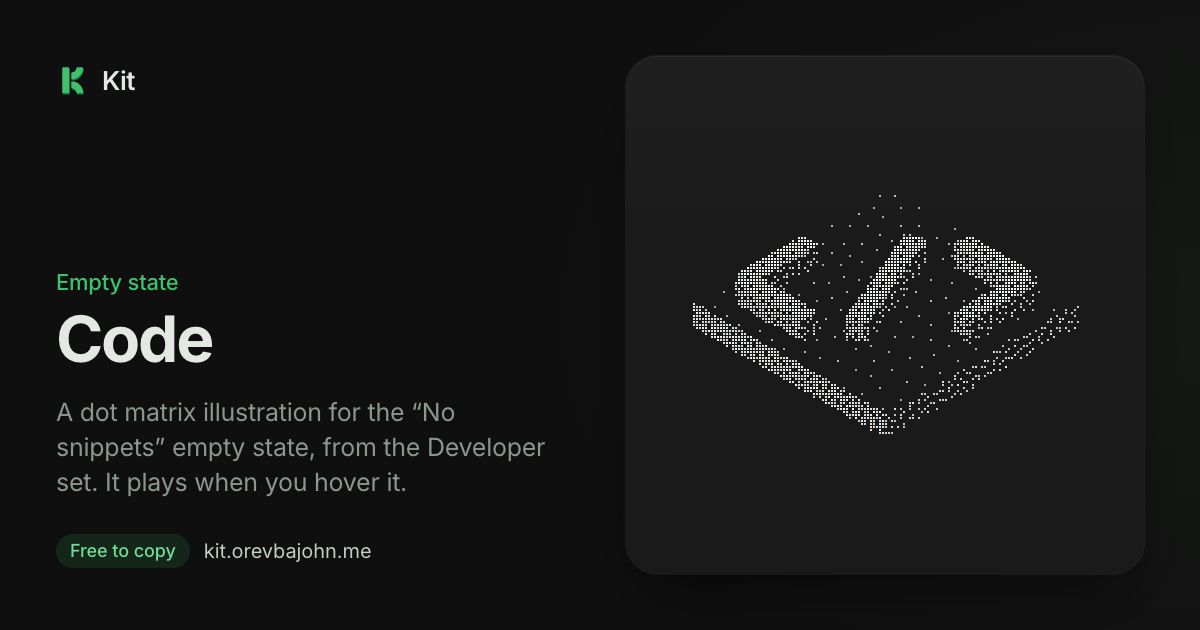 Kit
Empty state
Code
A dot matrix illustration for the “No
snippets” empty state, from the Developer
set. It plays when you hover it.
Free to copy
kit.orevbajohn.me